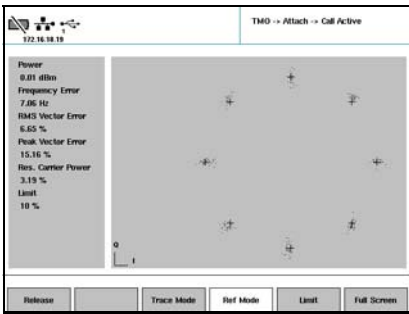 1
172.16.18.19
TMO -> Attach -> Call Active
Power
0.01 dBm
Frequency Error
7.06 Hz
RMS Vector Error
6.65 %
Peak Vector Error
15.16 %
Res. Carrier Power
3.19 %
Limit
10 %
Q
I
Release
Trace Mode
Ref Mode
Limit
Full Screen